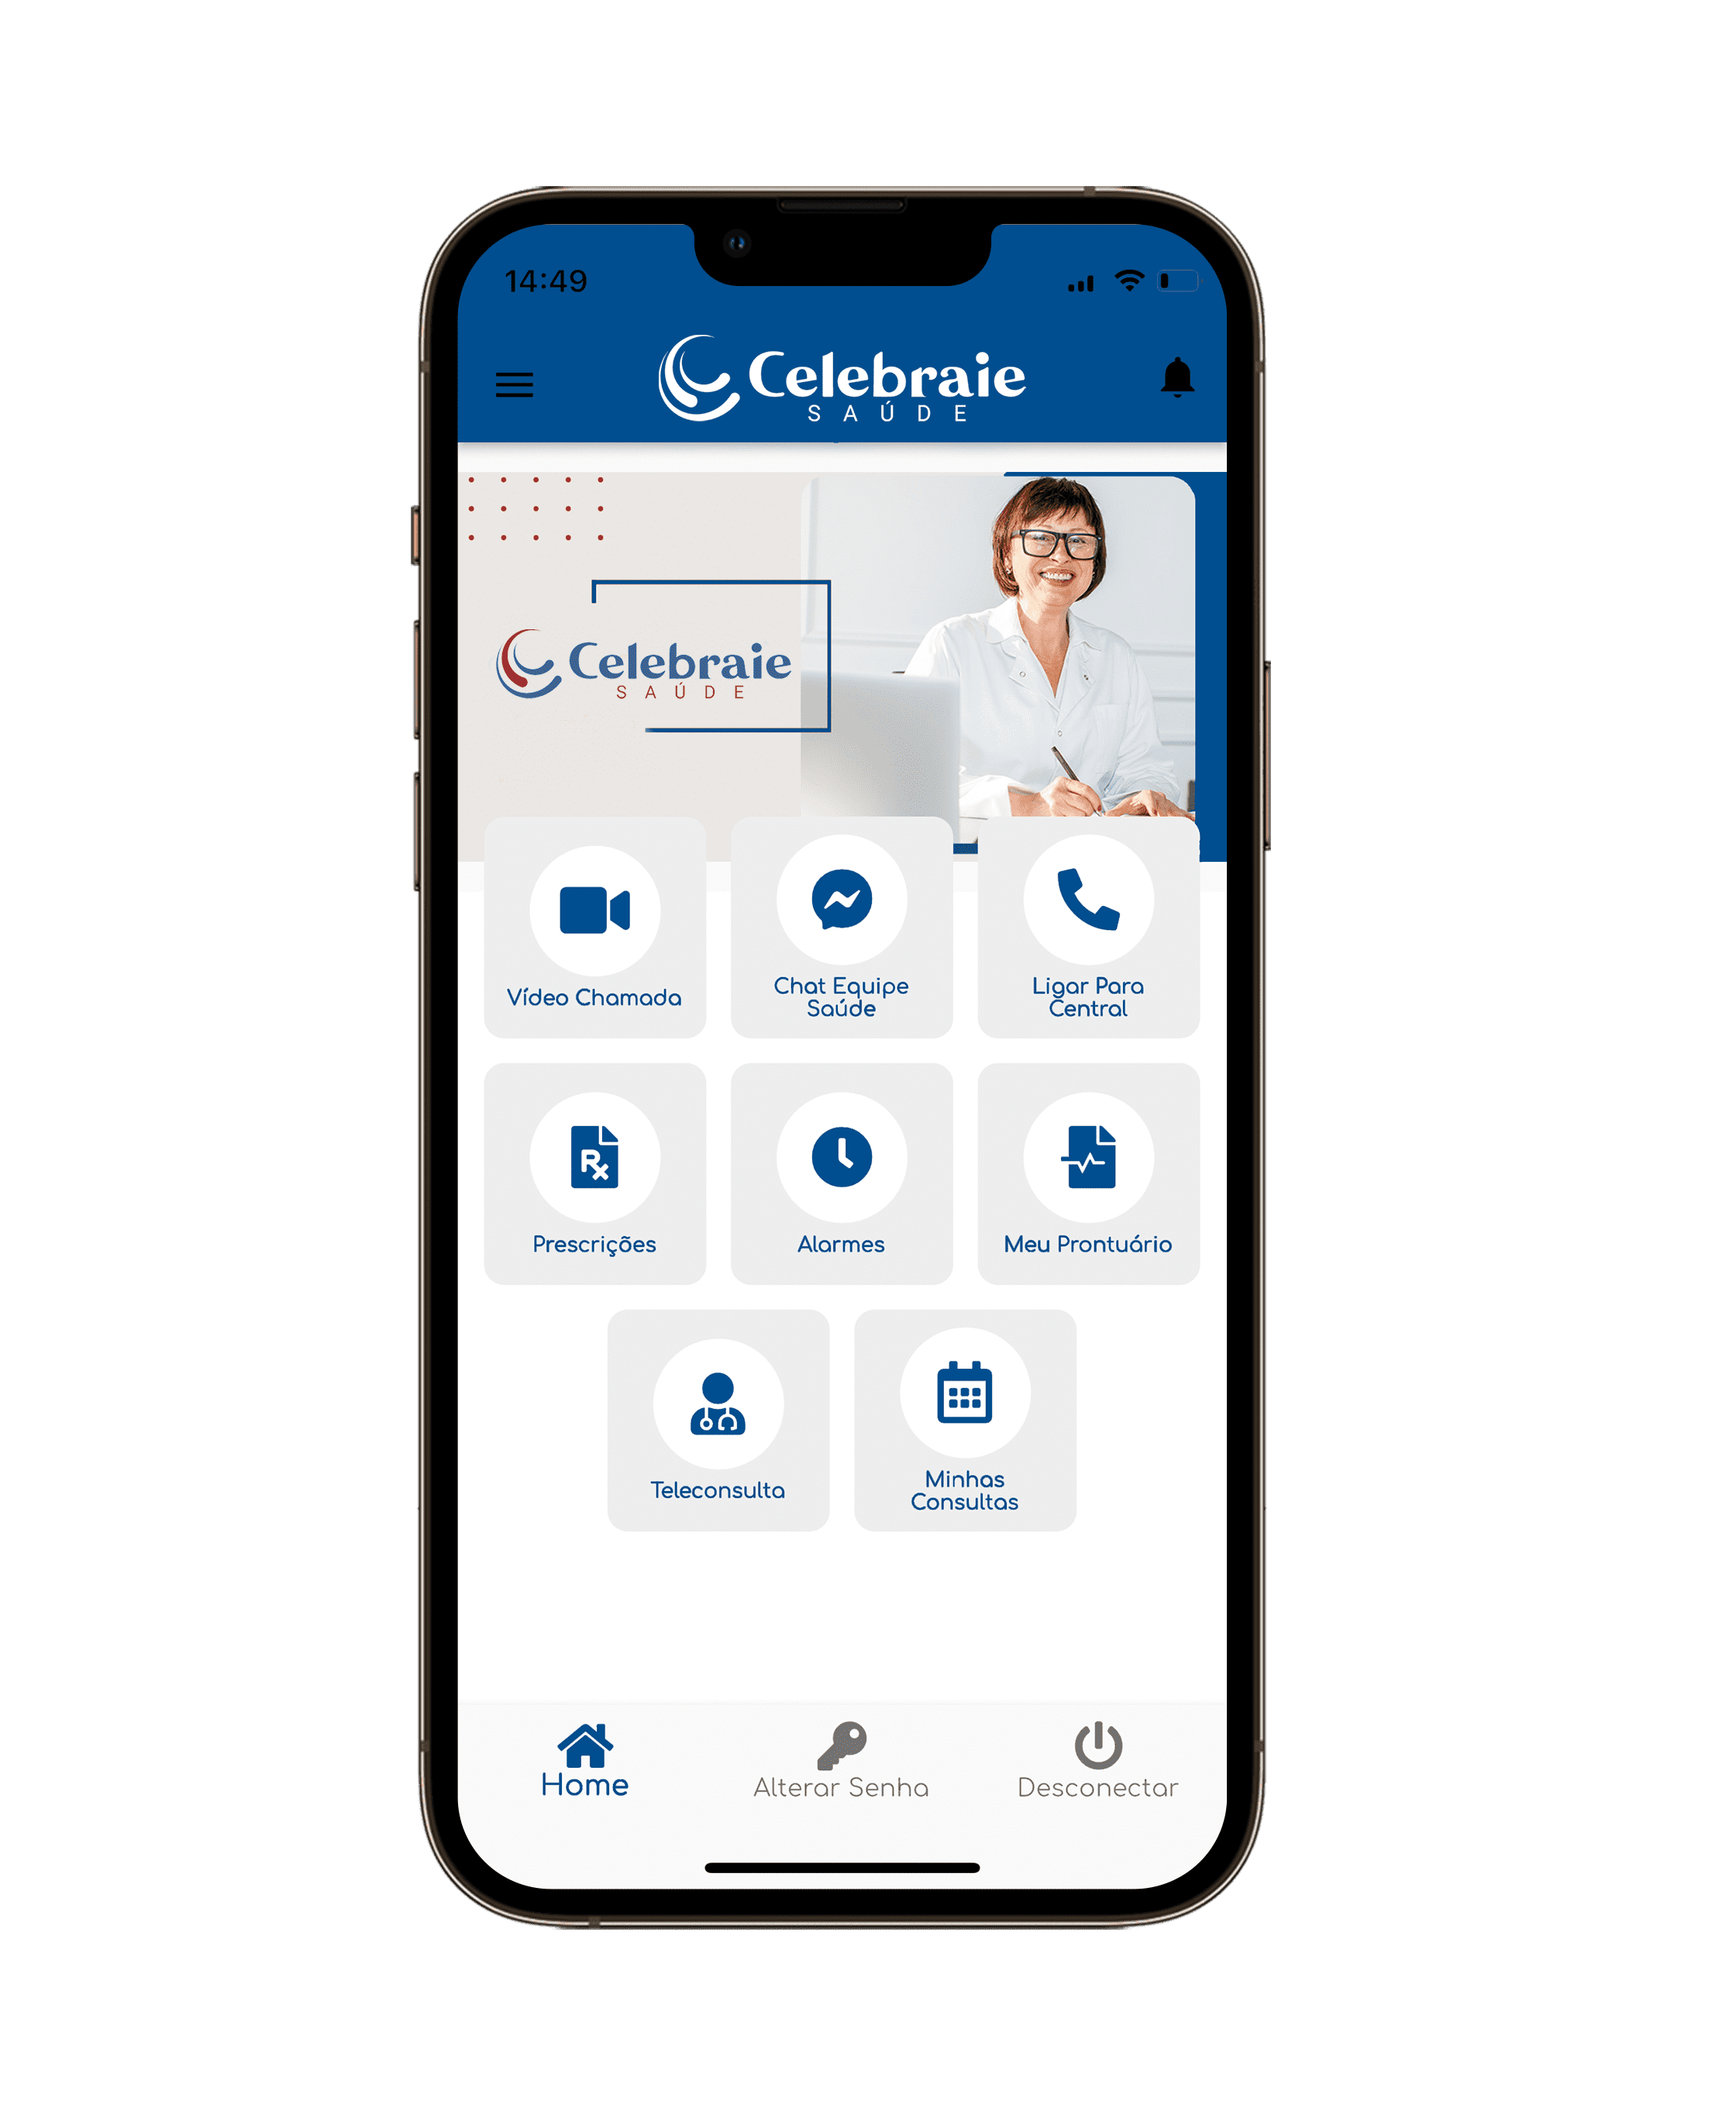 14:49
Celebraie
SAÚDE
Celebraie
SAÚDE
Vídeo Chamada
Chat Equipe
Saúde
Ligar Para
Central
Rx
Prescrições
Alarmes
Meu Prontuário
Teleconsulta
Minhas
Consultas
Home
Alterar Senha
Desconectar